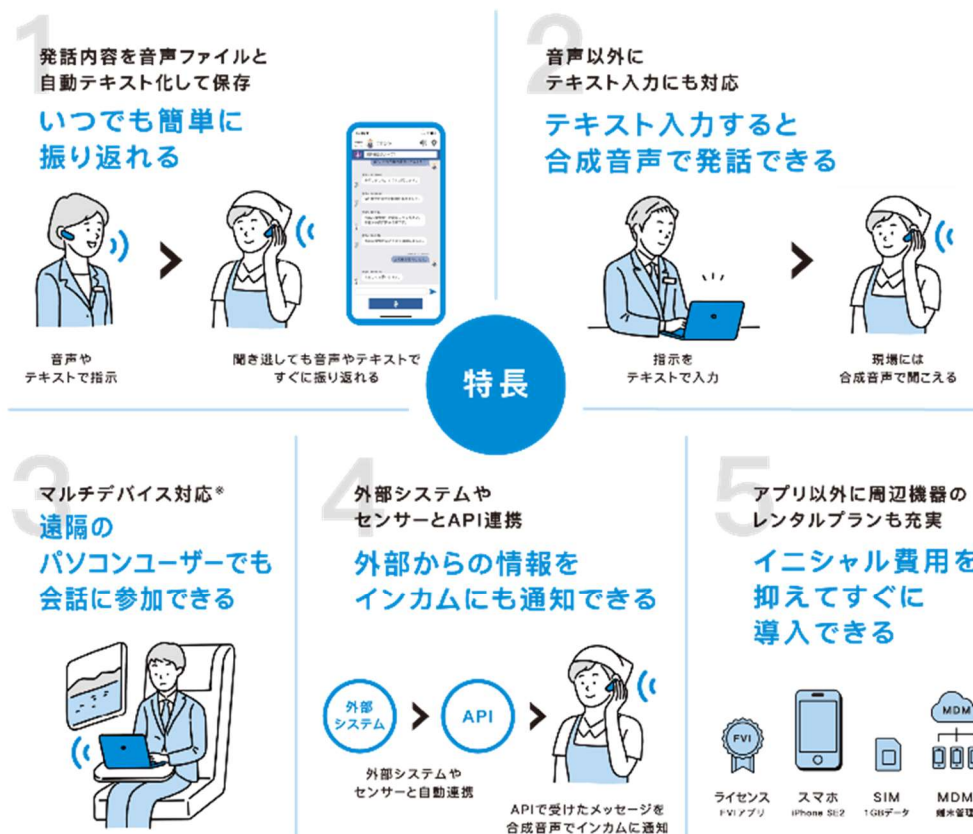 1
発話内容を音声ファイルと
自動テキスト化して保存
いつでも簡単に
振り返れる
音声や
テキストで指示
聞き逃しても音声やテキストで
すぐに振り返れる
2
音声以外に
テキスト入力にも対応
テキスト入力すると
合成音声で発話できる
指示を
テキストで入力
現場には
合成音声で聞こえる
特長
3
マルチデバイス対応※
遠隔の
パソコンユーザーでも
会話に参加できる
4
外部システムや
センサーとAPI連携
外部からの情報を
インカムにも通知できる
外部
システム
API
外部システムや
センサーと自動連携
APIで受けたメッセージを
合成音声でインカムに通知
5
アプリ以外に周辺機器の
レンタルプランも充実
イニシャル費用を
抑えてすぐに
導入できる
FVI
MDM
ライセンス
FVIアプリ
スマホ
iPhone SE2
SIM
1GBデータ
MDM
端末管理